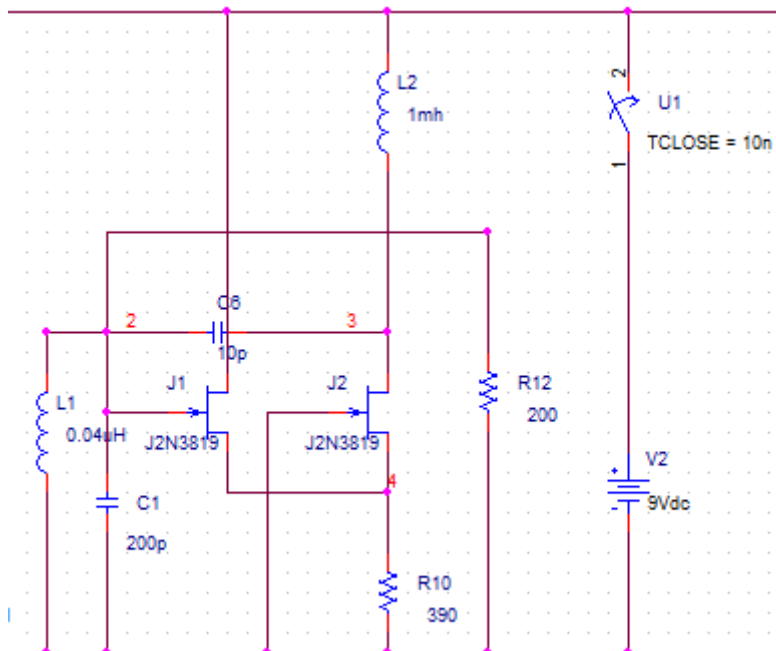 L2
1mh
2
U1
TCLOSE = 10n
1
2
C6
3
10p
J1
J2
R12
200
L1
0.04uH
J2N3819
J2N3819
V2
+
-
9Vdc
4
C1
200p
R10
390